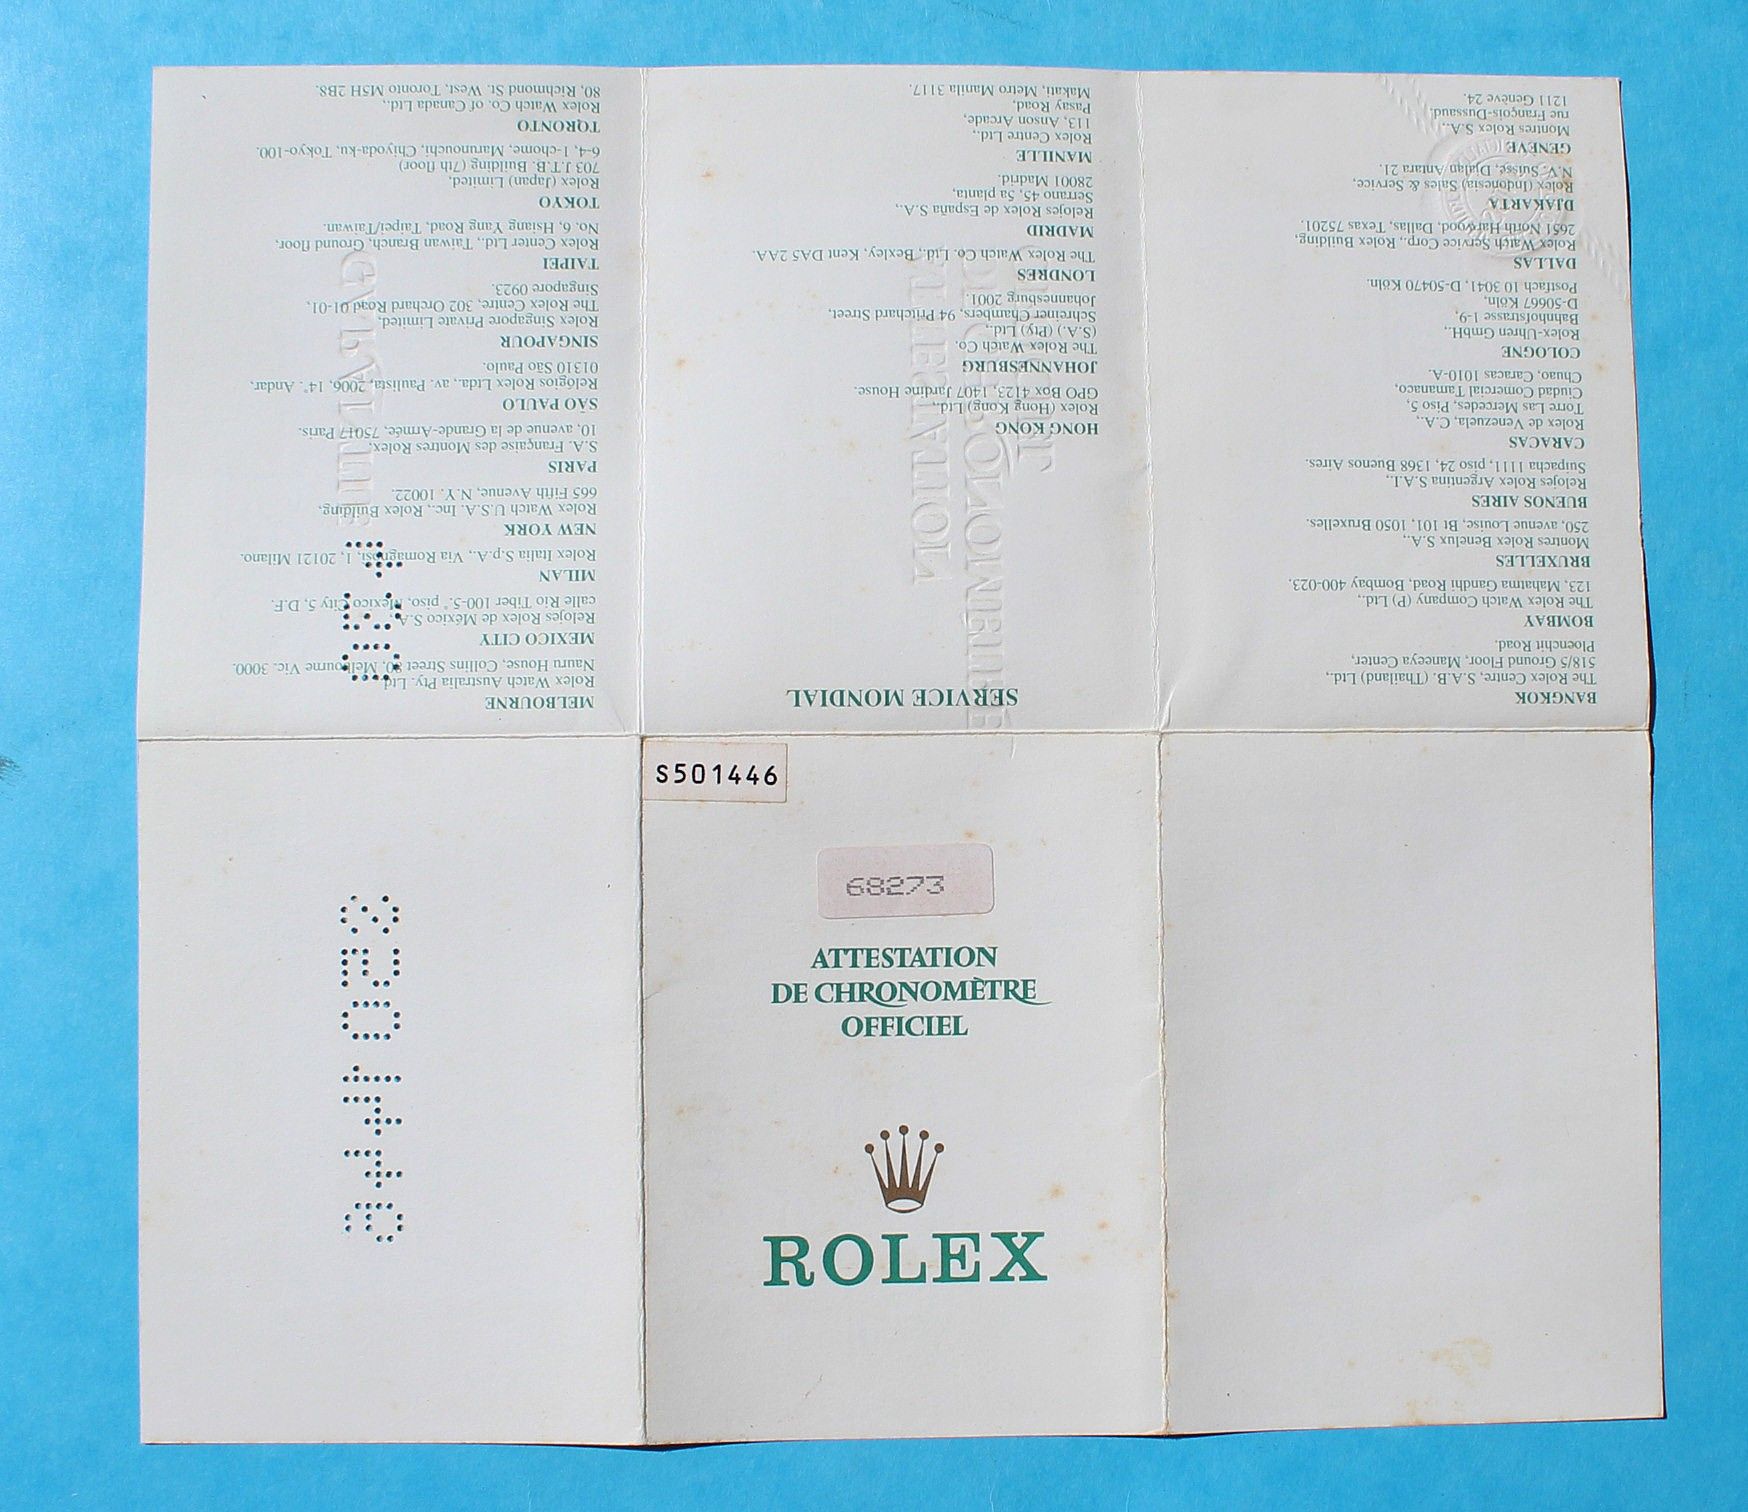 S501446
68273
ATTESTATION
DE CHRONOMÈTRE
OFFICIEL
ROLEX
BANGKOK
The Rolex Centre, S.A.B. (Thailand) Ltd.,
518/5 Ground Floor, Maneeya Center,
Ploenchit Road.
BOMBAY
The Rolex Watch Company (P) Ltd.,
123, Mahatma Gandhi Road, Bombay 400-023.
BRUXELLES
Montres Rolex Benelux S.A.,
250, avenue Louise, Bt 101, 1050 Bruxelles.
BUENOS AIRES
Relojes Rolex Argentina S.A.I.,
Suipacha 1111, piso 24, 1368 Buenos Aires.
CARACAS
Rolex de Venezuela, C.A.,
Torre Las Mercedes, Piso 5,
Ciudad Comercial Tamanaco,
Chuao, Caracas 1010-A.
COLOGNE
Rolex-Uhren GmbH.,
Bahnhofstrasse 1-9,
D-50667 Köln,
Postfach 10 3041, D-50470 Köln.
DALLAS
Rolex Watch Service Corp. Rolex Building,
2651 North Harwood, Dallas, Texas 75201
DJAKARTA
Rolex (Indonesia) Sales & Service,
N.V. Suisse, Djalan Antara 21.
GENÈVE
Montres Rolex S.A.,
rue François-Dussaud,
1211 Genève 24.
SERVICE MONDIAL
HONG KONG
Rolex (Hong Kong) Ltd.,
GPO Box 4123, 1407 Jardine House.
JOHANNESBURG
The Rolex Watch Co.
(S.A.) (Pty) Ltd.,
Schreiner Chambers, 94 Pritchard Street,
Johannesburg 2001.
LONDRES
The Rolex Watch Co. Ltd., Bexley, Kent DA5 2AA.
MADRID
Relojes Rolex de España S.A.,
Serrano 45, 5a planta,
28001 Madrid.
MANILLE
Rolex Centre Ltd.,
113, Anson Arcade,
Pasay Road,
Makati, Metro Manila 3117.
MELBOURNE
Rolex Watch Australia Pty. Ltd.
Nauru House, Collins Street 80, Melbourne Vic. 3000.
MEXICO CITY
Relojes Rolex de México S.A.
calle Rio Tiber 100-5.° piso, Mexico City 5, D.F.
MILAN
Rolex Italia S.p.A., Via Romagnosi, 1, 20121 Milano.
NEW YORK
Rolex Watch U.S.A. Inc., Rolex Building,
665 Fifth Avenue, N.Y. 10022.
PARIS
S.A. Française des Montres Rolex,
10, avenue de la Grande-Armée, 75017 Paris.
SÃO PAULO
Relógios Rolex Ltda., av. Paulista, 2006, 14°. Andar,
01310 São Paulo.
SINGAPOUR
Rolex Singapore Private Limited,
The Rolex Centre, 302 Orchard Road 01-01,
Singapore 0923.
TAIPEI
Rolex Center Ltd., Taiwan Branch, Ground floor,
No. 6, Hsiang Yang Road, Taipei/Taiwan.
TOKYO
Rolex (Japan) Limited,
703 J.T.B. Building (7th floor)
6-4, 1-chome, Marunouchi, Chiyoda-ku, Tokyo-100.
TORONTO
Rolex Watch Co. of Canada Ltd.,
80, Richmond St. West, Toronto M5H 2B8.